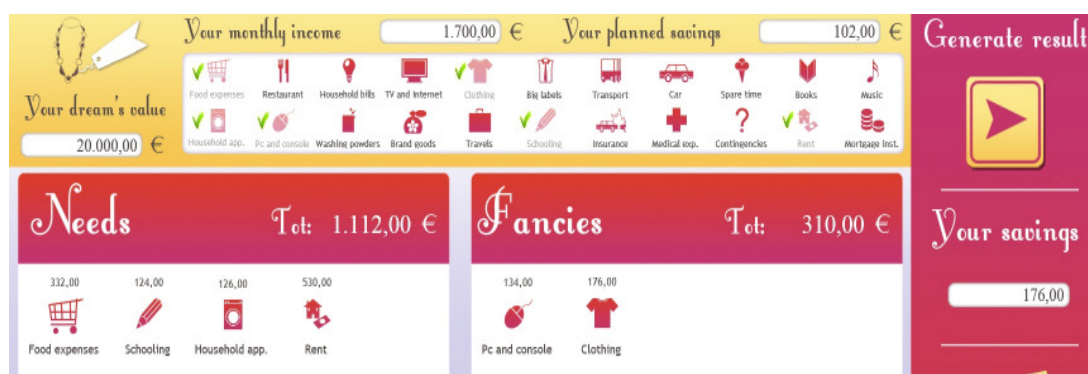 Your monthly income 1.700,00 € Your planned savings 102,00 €
Generate result
Food expenses Restaurant Household bills TV and Internet Clothing Big labels Transport Car Spare time Books Music
Your dream's value
20.000,00 €
Household app. Pc and console Washing powders Brand goods Travels Schooling Insurance Medical exp. Contingencies Rent Mortgage Inst.
Needs Tot: 1.112,00 €
332,00 124,00 126,00 530,00
Food expenses Schooling Household app. Rent
Fancies Tot: 310,00 €
134,00 176,00
Pc and console Clothing
Your savings
176,00